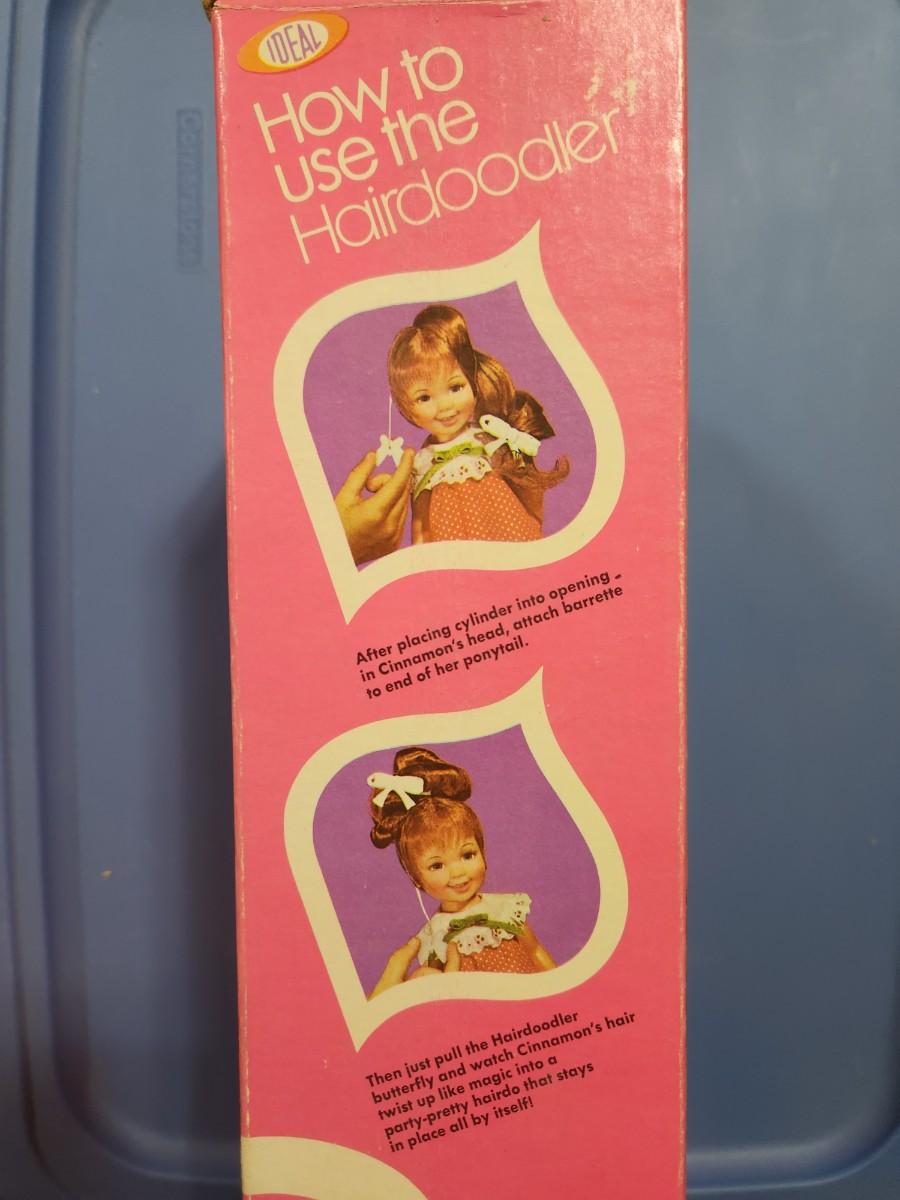 IDEAL
How to
use the
Hairdoodler
After placing cylinder into opening -
in Cinnamon's head, attach barrette
to end of her ponytail.
Then just pull the Hairdoodler
butterfly and watch Cinnamon's hair
twist up like magic into a
party-pretty hairdo that stays
in place all by itself!